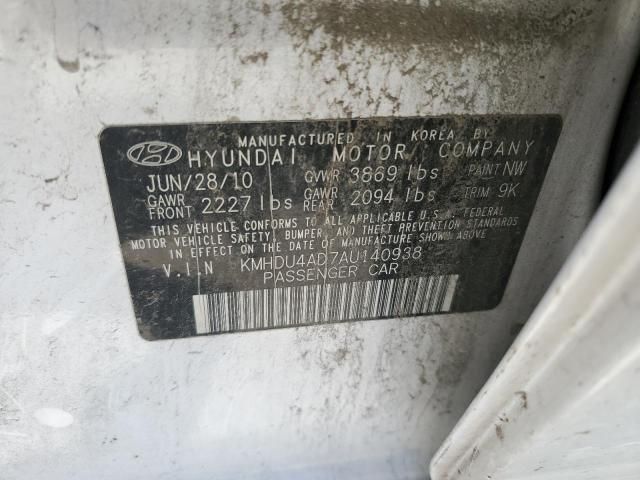 MANUFACTURED IN KOREA BY
HYUNDAI MOTOR COMPANY
JUN/28/10 GVWR 3869 lbs PAINT NW
GAWR FRONT 2227 lbs GAWR REAR 2094 lbs TRIM 9K
THIS VEHICLE CONFORMS TO ALL APPLICABLE U.S.A. FEDERAL
MOTOR VEHICLE SAFETY, BUMPER, AND THEFT PREVENTION STANDARDS
IN EFFECT ON THE DATE OF MANUFACTURE SHOWN ABOVE.
V.I.N KMHDU4AD7AU140938
PASSENGER CAR